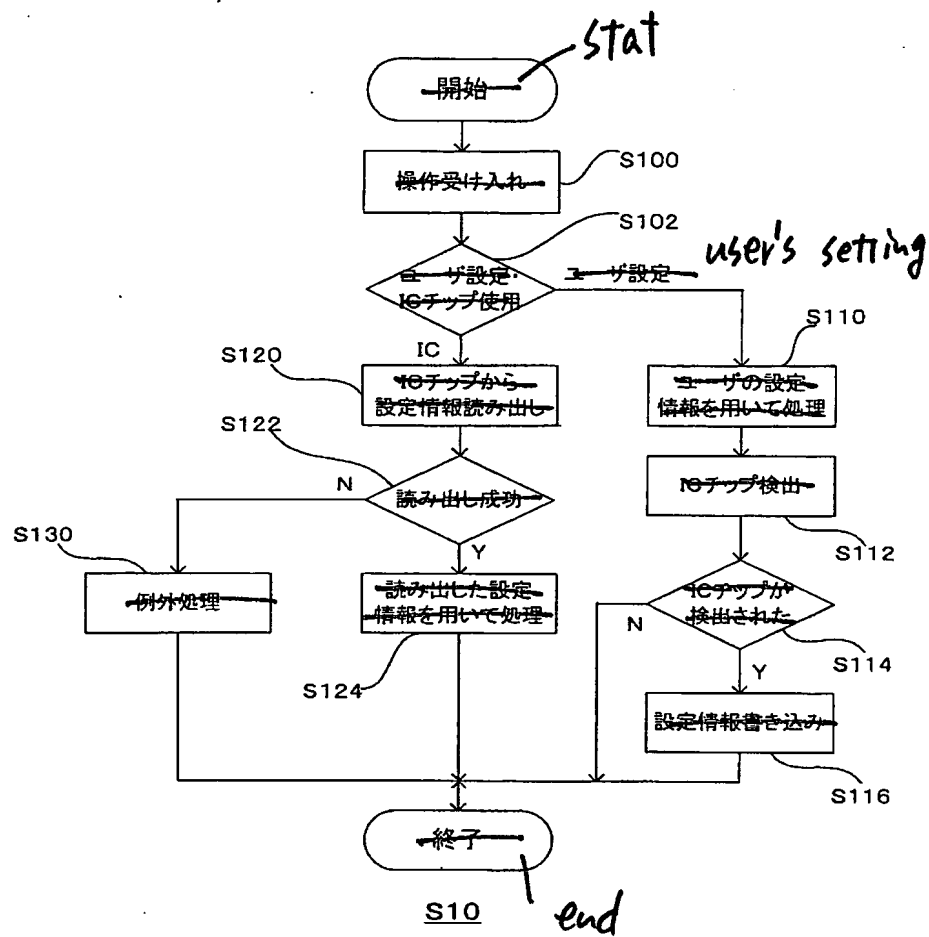 stat
開始
S100
操作受け入れ
S102
user's setting
ユーザ設定・
ICチップ使用
ユーザ設定
S110
IC
S120
ICチップから
設定情報読み出し
ユーザの設定
情報を用いて処理
S122
読み出し成功
N
Y
ICチップ検出
S112
S130
例外処理
読み出した設定
情報を用いて処理
S124
ICチップが
検出された
N
S114
Y
設定情報書き込み
S116
終了
S10
end